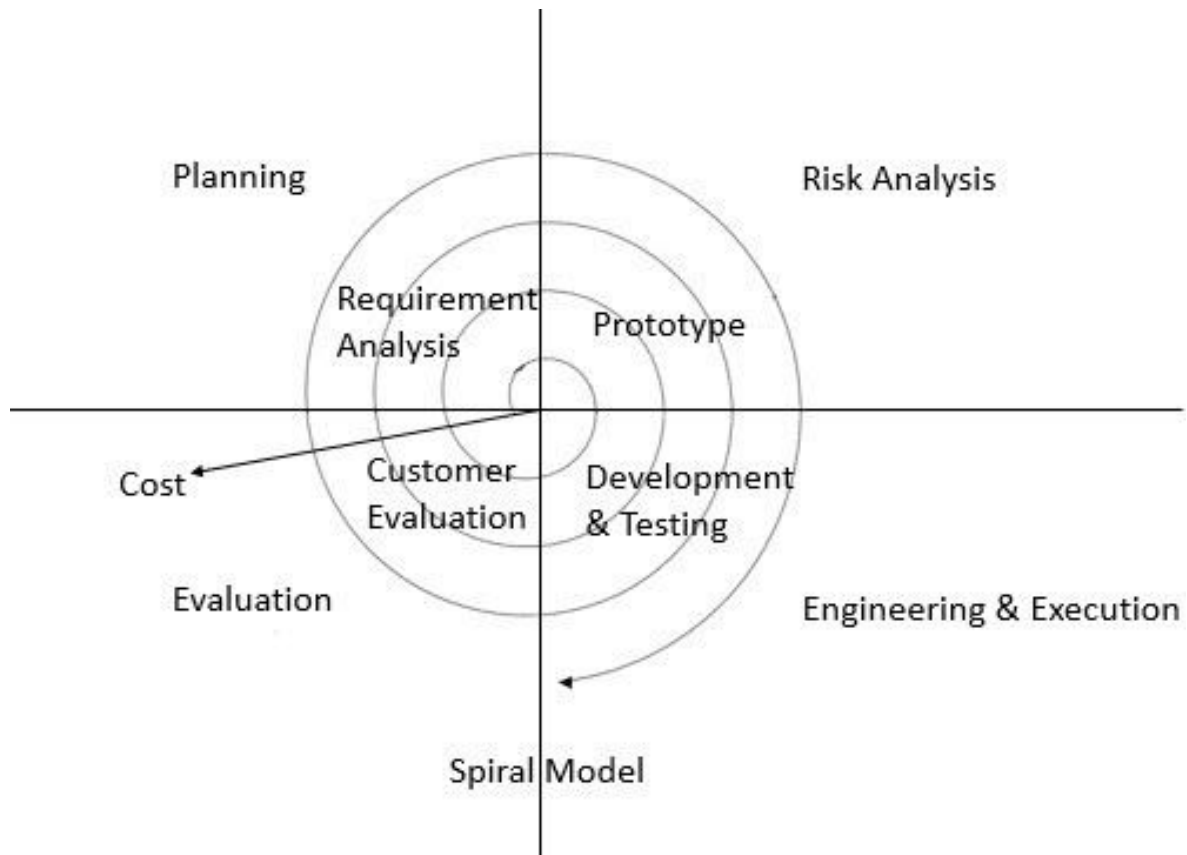 Planning
Risk Analysis
Requirement
Analysis
Prototype
Cost
Customer
Evaluation
Development
& Testing
Evaluation
Engineering & Execution
Spiral Model